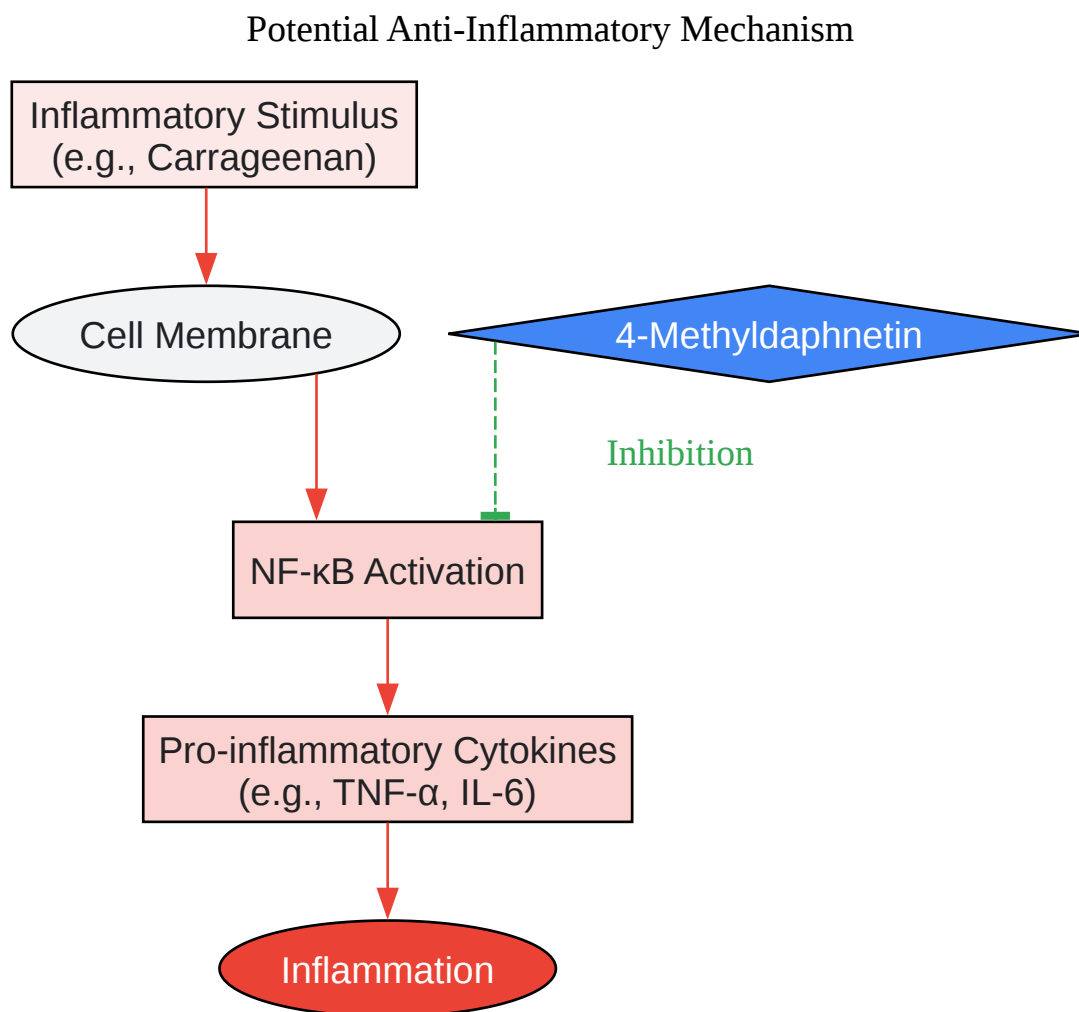 Potential Anti-Inflammatory Mechanism
Inflammatory Stimulus
(e.g., Carrageenan)
Cell Membrane
4-Methyldaphnetin
Inhibition
NF-κB Activation
Pro-inflammatory Cytokines
(e.g., TNF-α, IL-6)
Inflammation